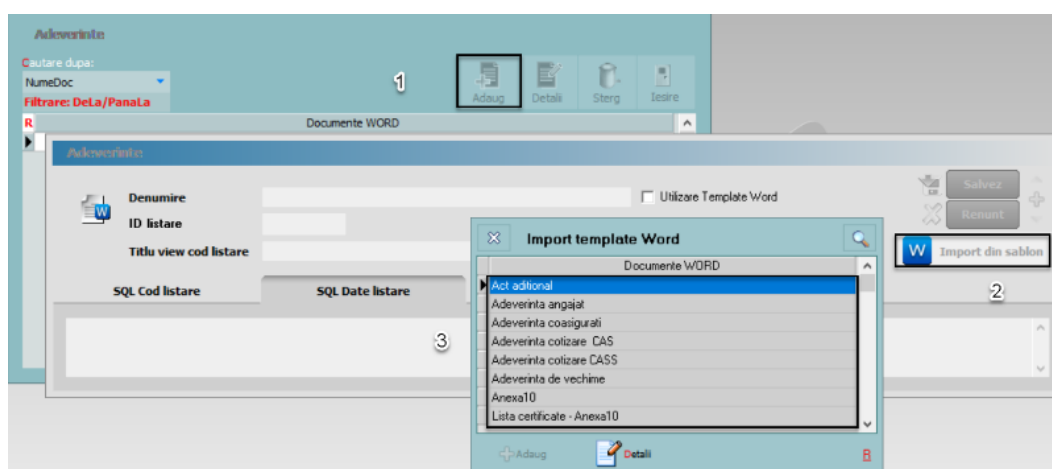 Adeverinte
Cautare dupa:
NumeDoc
Filtrare: DeLa/PanaLa
1
Adaug
Detalii
Sterg
Iesire
R
Documente WORD
Adeverinte
Denumire
Utilizare Template Word
ID listare
Titlu view cod listare
Salvez
Renunt
W Import din sablon
2
SQL Cod listare
SQL Date listare
3
Import template Word
Documente WORD
Act aditional
Adeverinta angajat
Adeverinta coasigurati
Adeverinta cotizare CAS
Adeverinta cotizare CASS
Adeverinta de vechime
Anexa10
Lista certificate - Anexa10
Adaug
Detalii
R